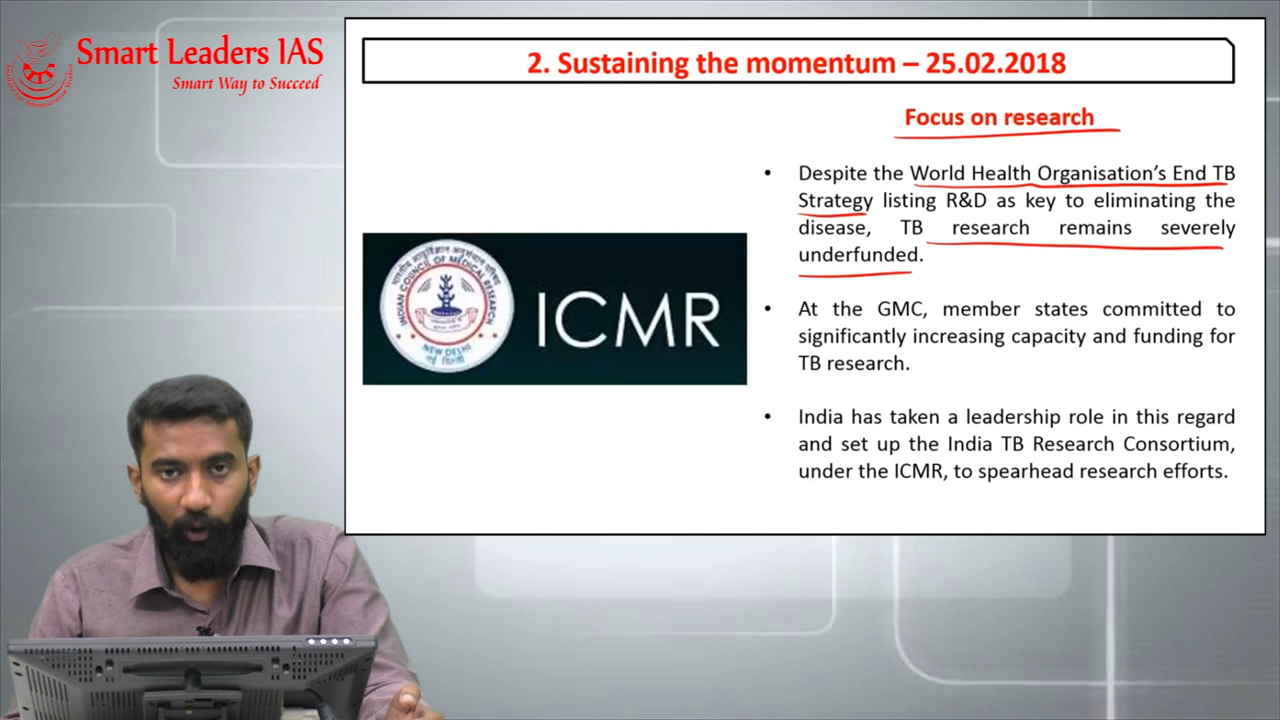 Smart Leaders IAS
Smart Way to Succeed
2. Sustaining the momentum – 25.02.2018
Focus on research
• Despite the World Health Organisation's End TB
Strategy listing R&D as key to eliminating the
disease, TB research remains severely
underfunded.
• At the GMC, member states committed to
significantly increasing capacity and funding for
TB research.
• India has taken a leadership role in this regard
and set up the India TB Research Consortium,
under the ICMR, to spearhead research efforts.
INDIAN COUNCIL OF MEDICAL RESEARCH
NEW DELHI
ICMR